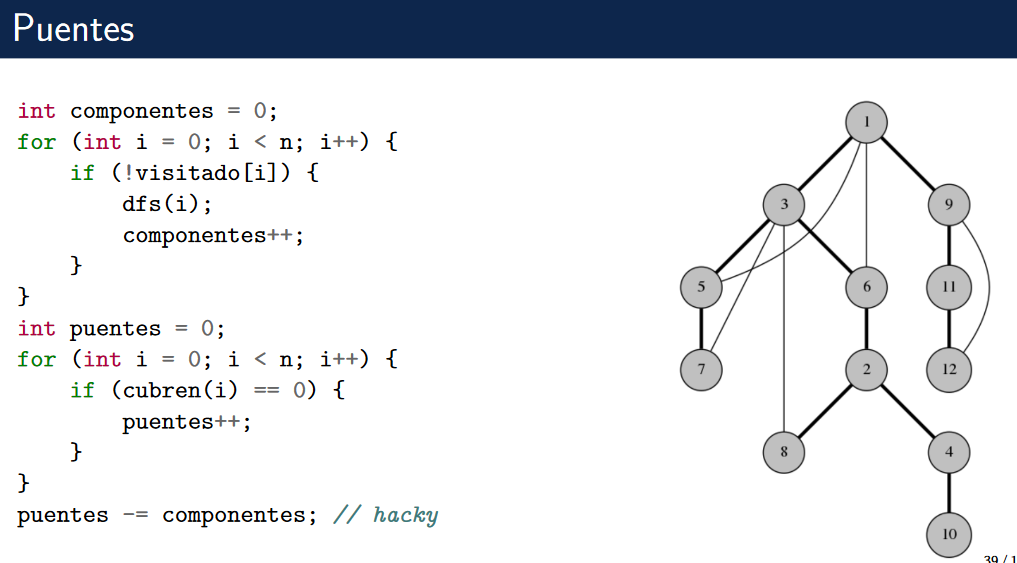 Puentes
int componentes = 0;
for (int i = 0; i < n; i++) {
    if (!visitado[i]) {
        dfs(i);
        componentes++;
    }
}
int puentes = 0;
for (int i = 0; i < n; i++) {
    if (cubren(i) == 0) {
        puentes++;
    }
}
puentes -= componentes; // hacky
1
3
9
5
6
11
7
2
12
8
4
10
39 / 1